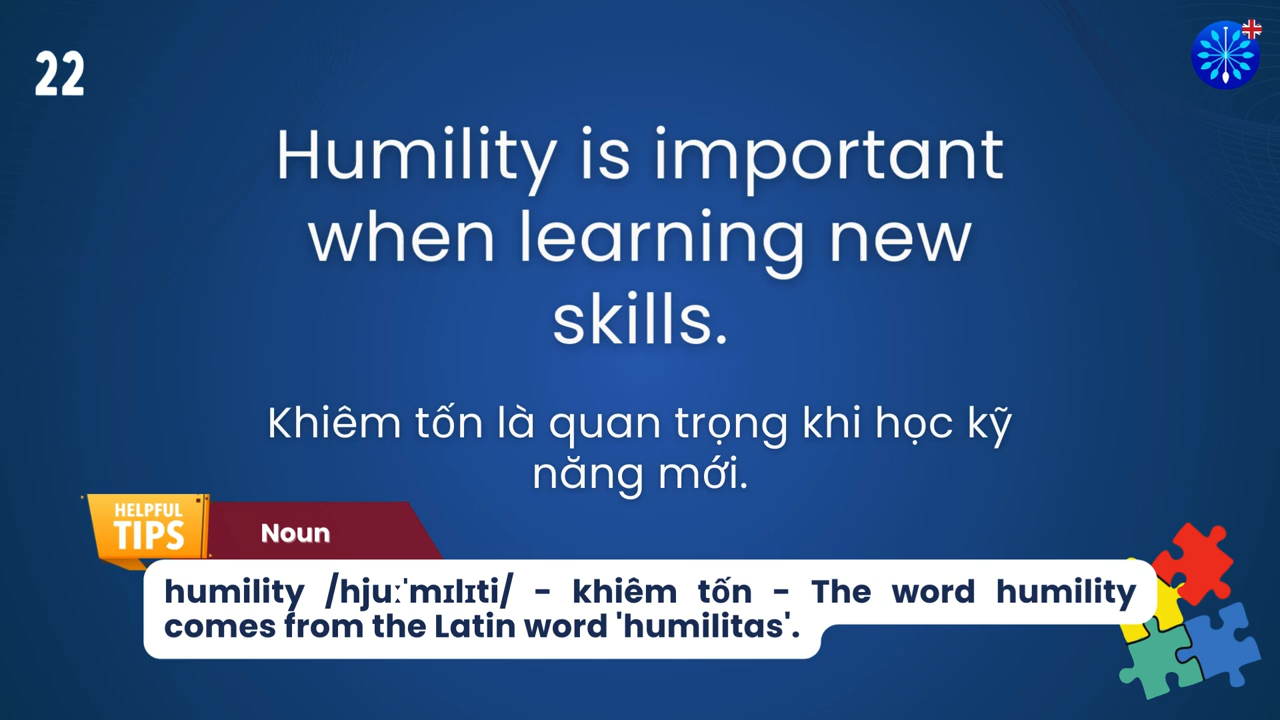 22
Humility is important
when learning new
skills.
Khiêm tốn là quan trọng khi học kỹ
năng mới.
HELPFUL
TIPS
Noun
humility /hjuːˈmɪlɪti/ - khiêm tốn - The word humility
comes from the Latin word 'humilitas'.